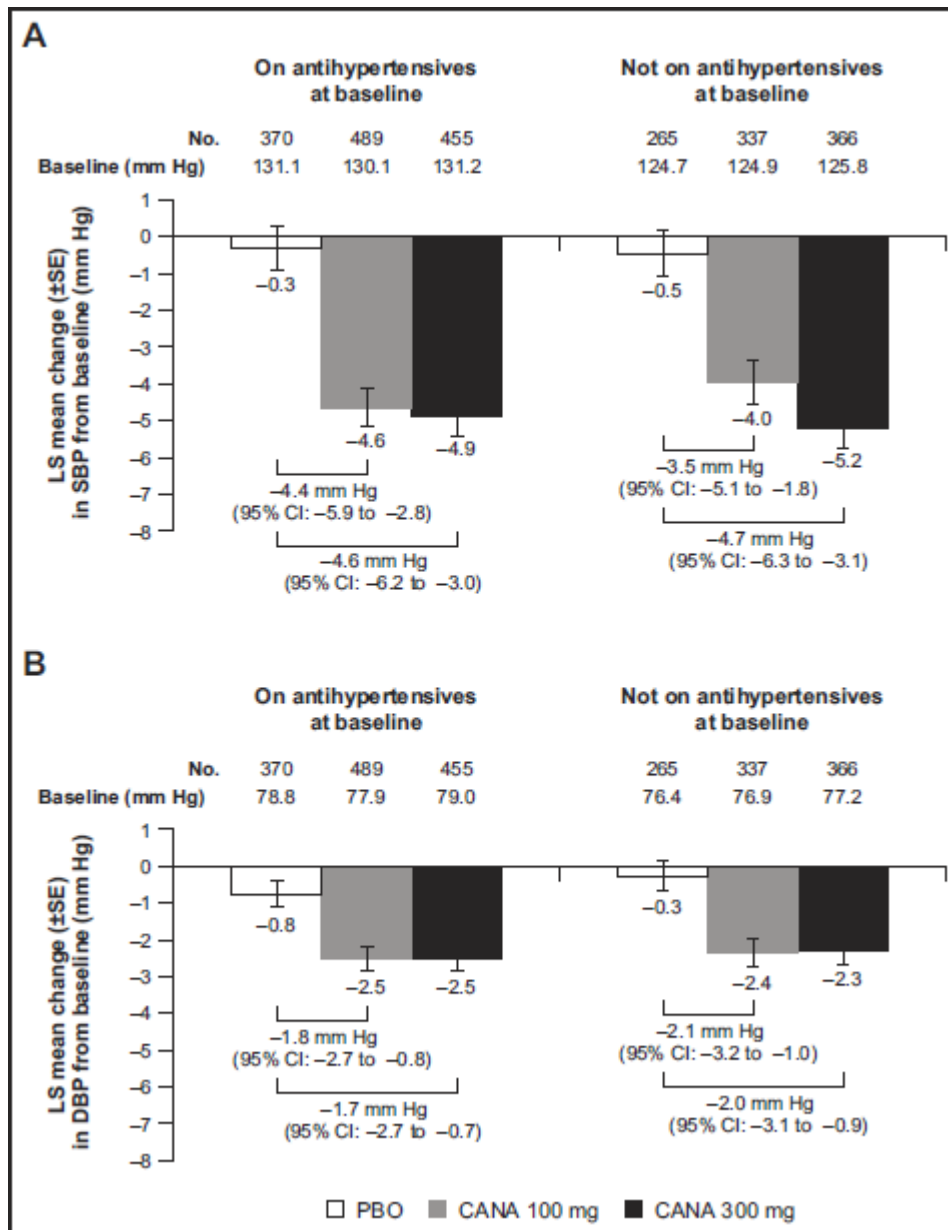 A
On antihypertensives at baseline
Not on antihypertensives at baseline
No. 370 489 455 265 337 366
Baseline (mm Hg) 131.1 130.1 131.2 124.7 124.9 125.8
LS mean change (±SE) in SBP from baseline (mm Hg)
1
0
–1
–2
–3
–4
–5
–6
–7
–8
–0.3
–4.6
–4.9
–4.4 mm Hg
(95% CI: –5.9 to –2.8)
–4.6 mm Hg
(95% CI: –6.2 to –3.0)
–0.5
–4.0
–5.2
–3.5 mm Hg
(95% CI: –5.1 to –1.8)
–4.7 mm Hg
(95% CI: –6.3 to –3.1)
B
On antihypertensives at baseline
Not on antihypertensives at baseline
No. 370 489 455 265 337 366
Baseline (mm Hg) 78.8 77.9 79.0 76.4 76.9 77.2
LS mean change (±SE) in DBP from baseline (mm Hg)
1
0
–1
–2
–3
–4
–5
–6
–7
–8
–0.8
–2.5
–2.5
–1.8 mm Hg
(95% CI: –2.7 to –0.8)
–1.7 mm Hg
(95% CI: –2.7 to –0.7)
–0.3
–2.4
–2.3
–2.1 mm Hg
(95% CI: –3.2 to –1.0)
–2.0 mm Hg
(95% CI: –3.1 to –0.9)
PBO CANA 100 mg CANA 300 mg